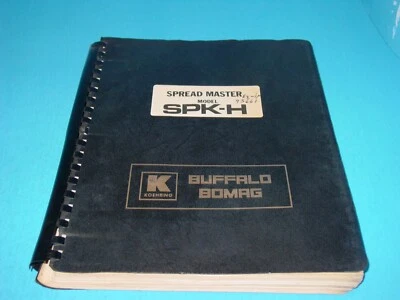 SPREAD MASTER
MODEL
SPK-H
K
KOEHRING
BUFFALO
BOMAG